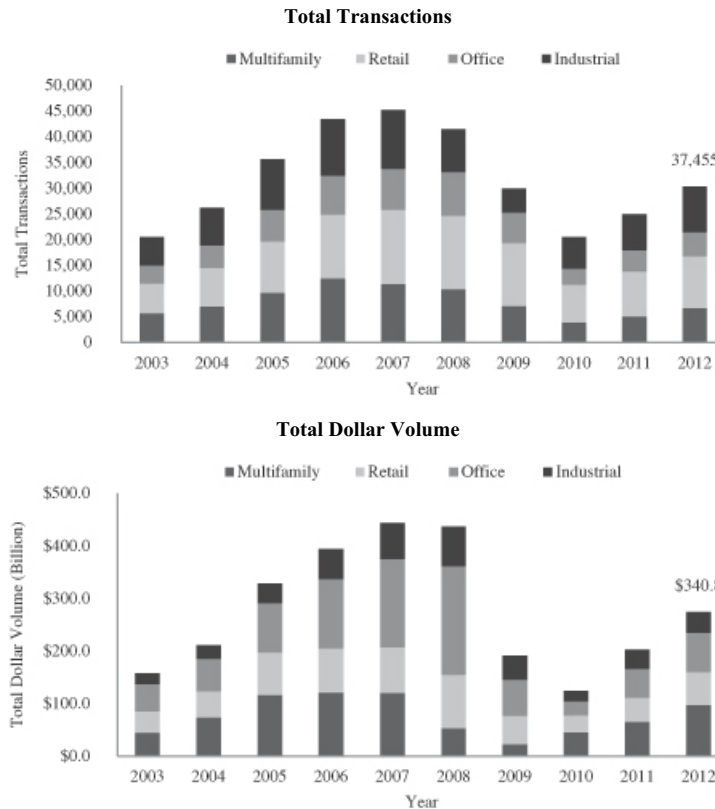 Total Transactions
Multifamily Retail Office Industrial
50,000
45,000
40,000
35,000
30,000
25,000
20,000
15,000
10,000
5,000
0
Total Transactions
37,455
2003 2004 2005 2006 2007 2008 2009 2010 2011 2012
Year
Total Dollar Volume
Multifamily Retail Office Industrial
$500.0
$400.0
$300.0
$200.0
$100.0
$0.0
Total Dollar Volume (Billion)
$340.8
2003 2004 2005 2006 2007 2008 2009 2010 2011 2012
Year